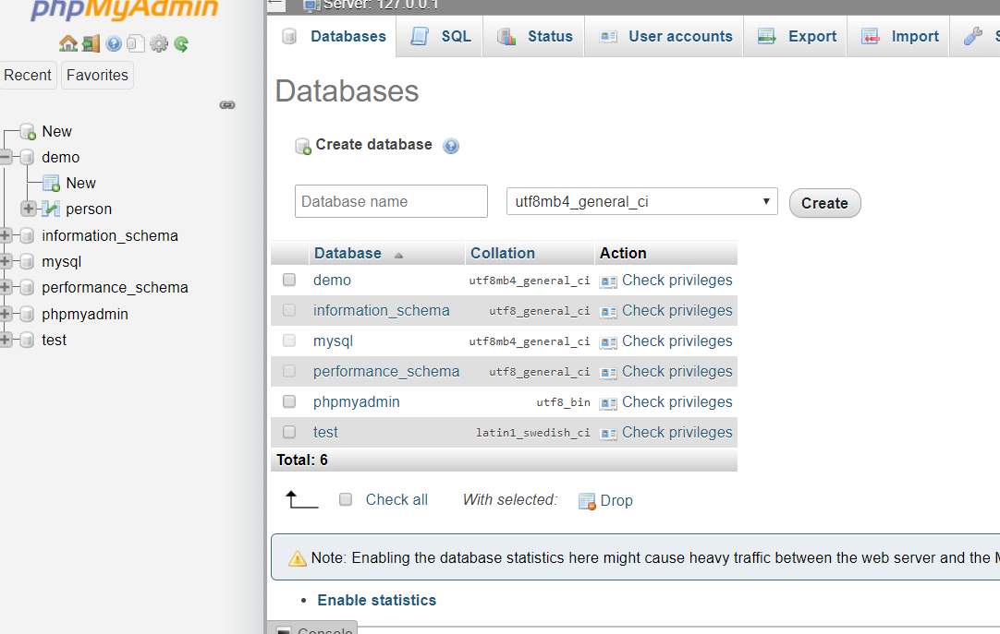 phpMyAdmin
Recent Favorites
New
demo
New
person
information_schema
mysql
performance_schema
phpmyadmin
test
Server: 127.0.0.1
Databases SQL Status User accounts Export Import S
Databases
Create database
Database name utf8mb4_general_ci Create
Database Collation Action
demo utf8mb4_general_ci Check privileges
information_schema utf8_general_ci Check privileges
mysql utf8mb4_general_ci Check privileges
performance_schema utf8_general_ci Check privileges
phpmyadmin utf8_bin Check privileges
test latin1_swedish_ci Check privileges
Total: 6
Check all With selected: Drop
Note: Enabling the database statistics here might cause heavy traffic between the web server and the M
Enable statistics
Console